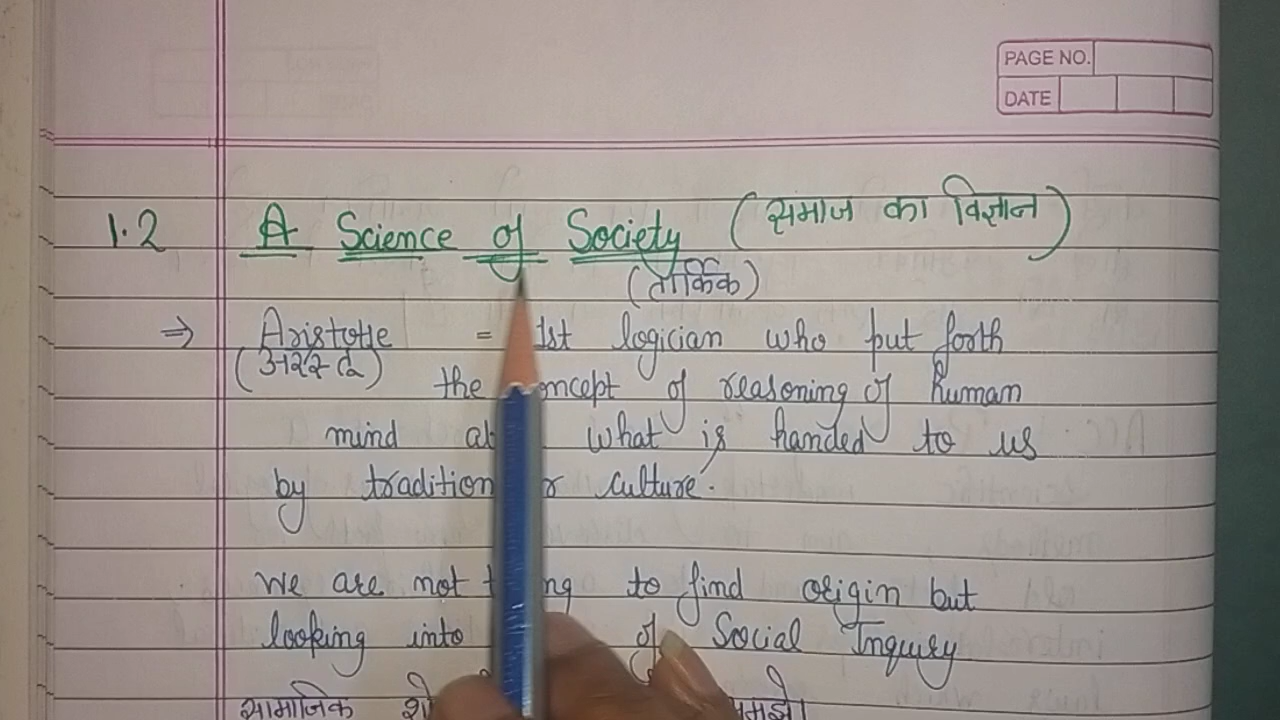 PAGE NO.
DATE
1.2 A Science of Society (समाज का विज्ञान)
(तार्किक)
⇒ Aristotle = 1st logician who put forth
(अरस्तू)
the concept of reasoning of human
mind what is handed to us
by tradition or culture.
We are not to find origin but
looking into of Social Inquiry
सामाजिक